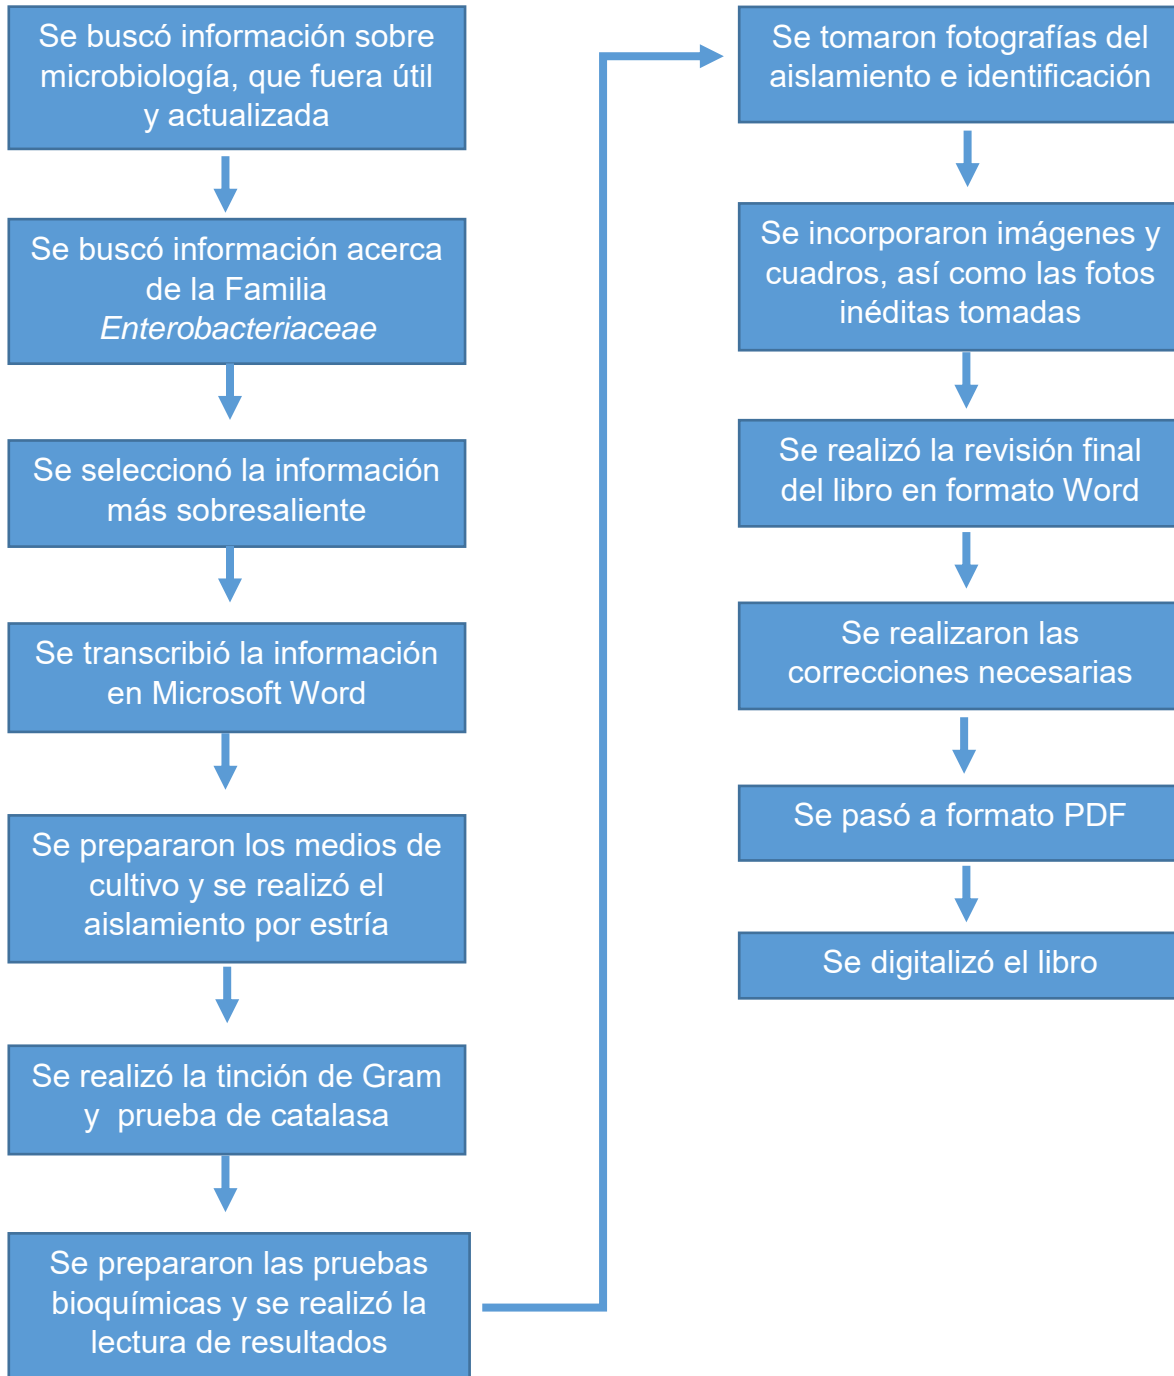 Se buscó información sobre
microbiología, que fuera útil
y actualizada
Se buscó información acerca
de la Familia
Enterobacteriaceae
Se seleccionó la información
más sobresaliente
Se transcribió la información
en Microsoft Word
Se prepararon los medios de
cultivo y se realizó el
aislamiento por estría
Se realizó la tinción de Gram
y  prueba de catalasa
Se prepararon las pruebas
bioquímicas y se realizó la
lectura de resultados
Se tomaron fotografías del
aislamiento e identificación
Se incorporaron imágenes y
cuadros, así como las fotos
inéditas tomadas
Se realizó la revisión final
del libro en formato Word
Se realizaron las
correcciones necesarias
Se pasó a formato PDF
Se digitalizó el libro